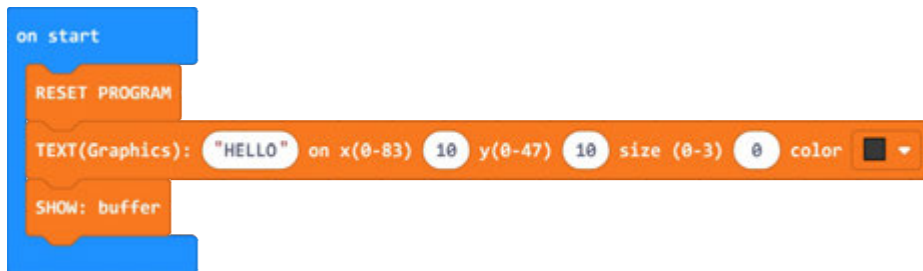 on start
RESET PROGRAM
TEXT(Graphics): "HELLO" on x(0-83) 10 y(0-47) 10 size (0-3) 0 color
SHOW: buffer